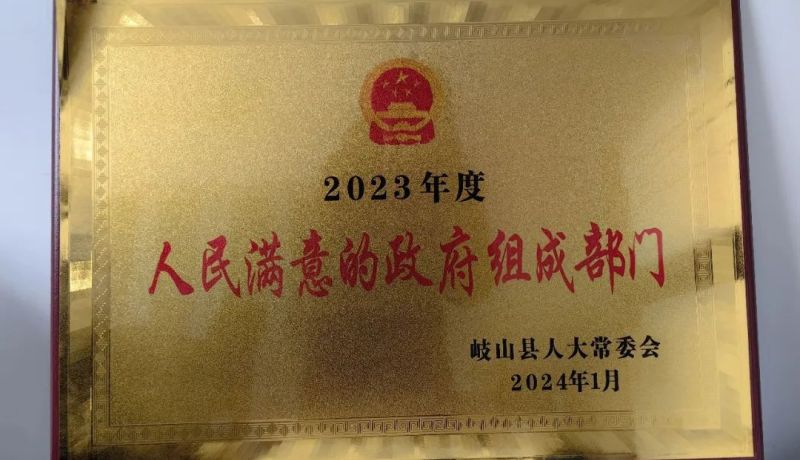 2023年度
人民满意的政府组成部门
岐山县人大常委会
2024年1月